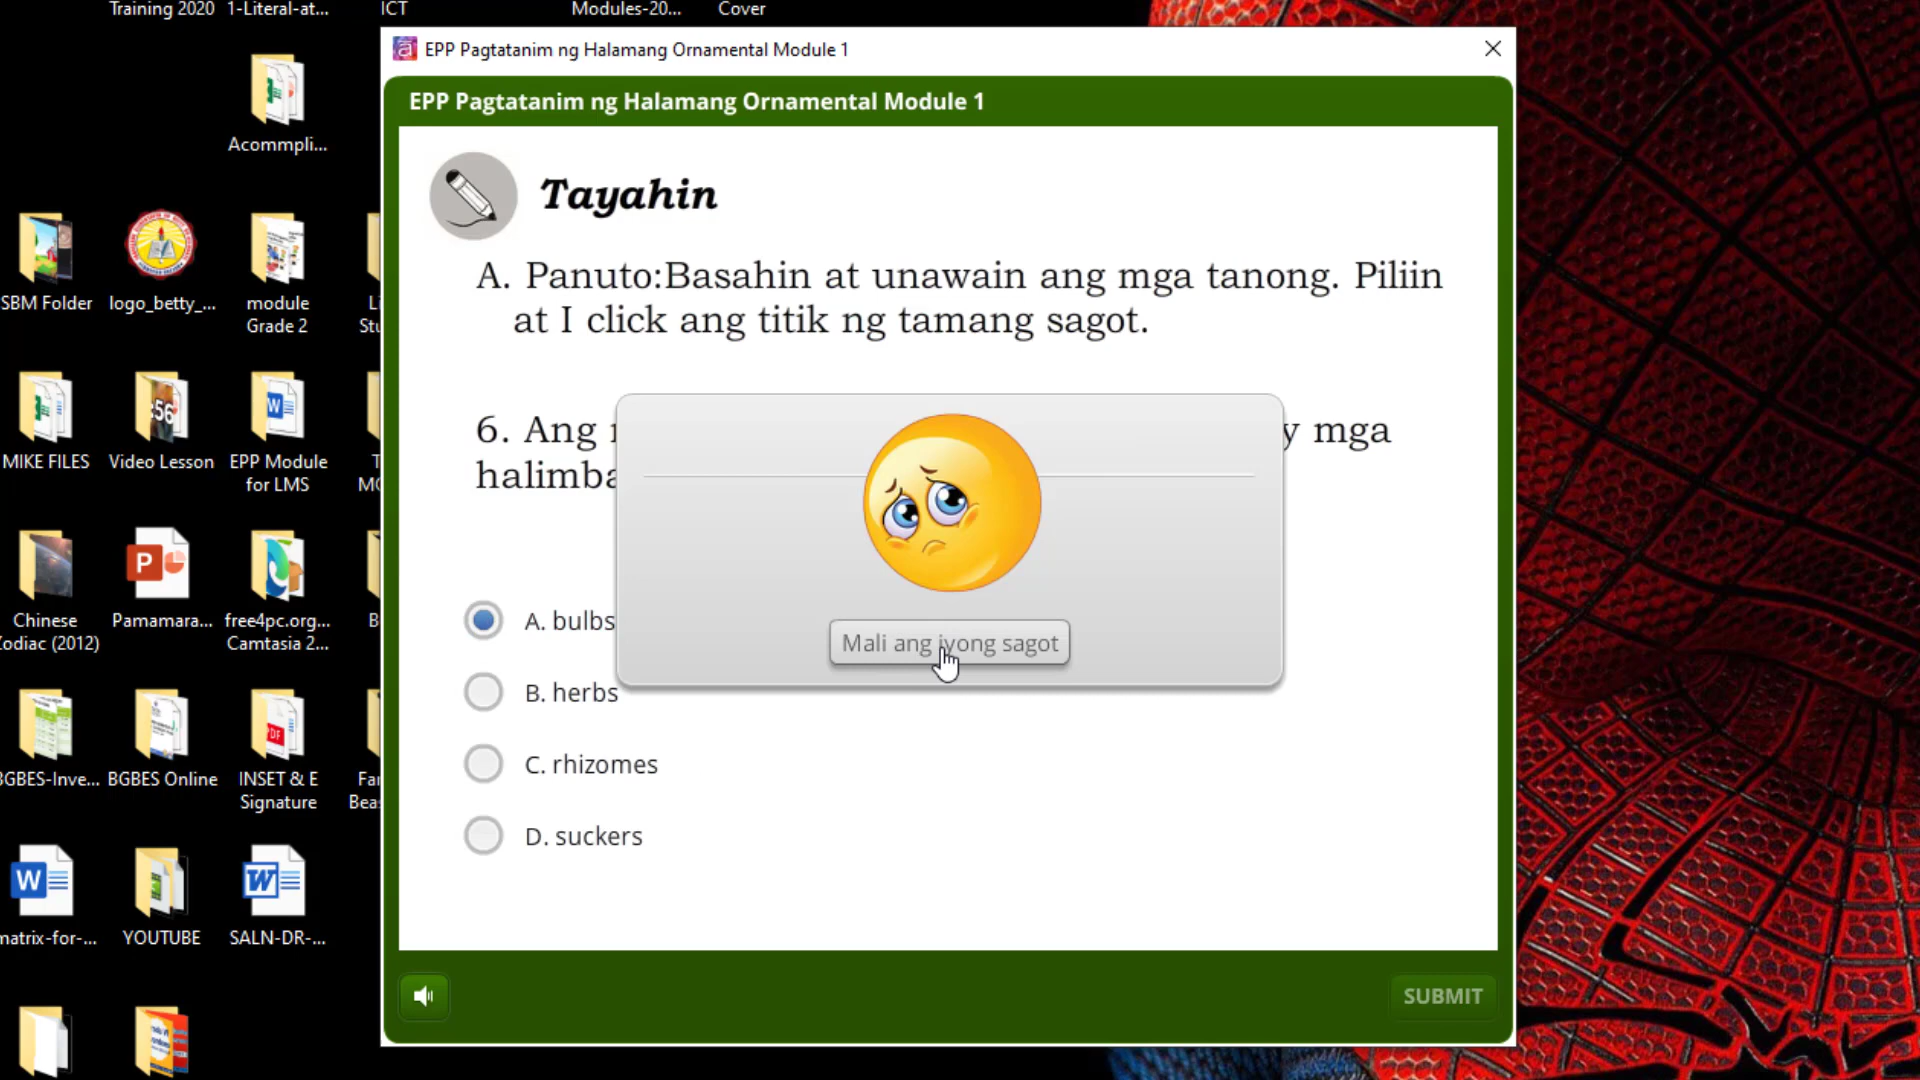 Training 2020
1-Literal-at...
ICT
Modules-20...
Cover
EPP Pagtatanim ng Halamang Ornamental Module 1
EPP Pagtatanim ng Halamang Ornamental Module 1
Acommpli...
Tayahin
A. Panuto:Basahin at unawain ang mga tanong. Piliin
at I click ang titik ng tamang sagot.
SBM Folder
logo_betty_...
module
Grade 2
6. Ang
y mga
halimba
MIKE FILES
Video Lesson
EPP Module
for LMS
Chinese
Zodiac (2012)
Pamamara...
free4pc.org...
Camtasia 2...
A. bulbs
Mali ang iyong sagot
B. herbs
C. rhizomes
D. suckers
BGBES-Inve...
BGBES Online
INSET & E
Signature
matrix-for-...
YOUTUBE
SALN-DR-...
SUBMIT